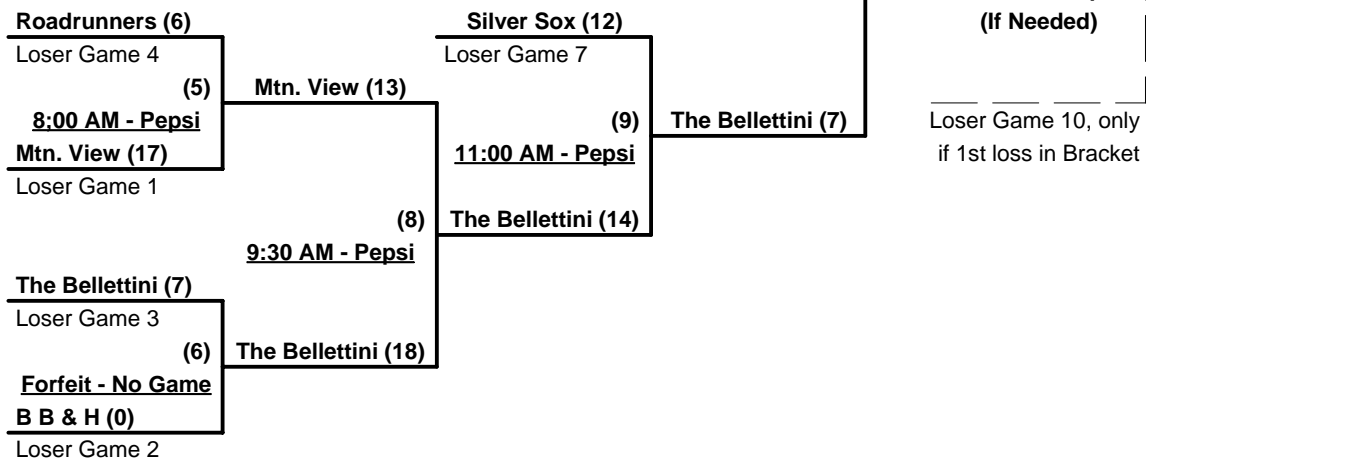 Roadrunners (6)
Loser Game 4
(5)
8;00 AM - Pepsi
Mtn. View (17)
Loser Game 1
Mtn. View (13)
(8)
9:30 AM - Pepsi
The Bellettini (7)
Loser Game 3
(6)
Forfeit - No Game
B B & H (0)
Loser Game 2
The Bellettini (18)
Silver Sox (12)
Loser Game 7
(9)
11:00 AM - Pepsi
The Bellettini (14)
The Bellettini (7)
(If Needed)
Loser Game 10, only
if 1st loss in Bracket